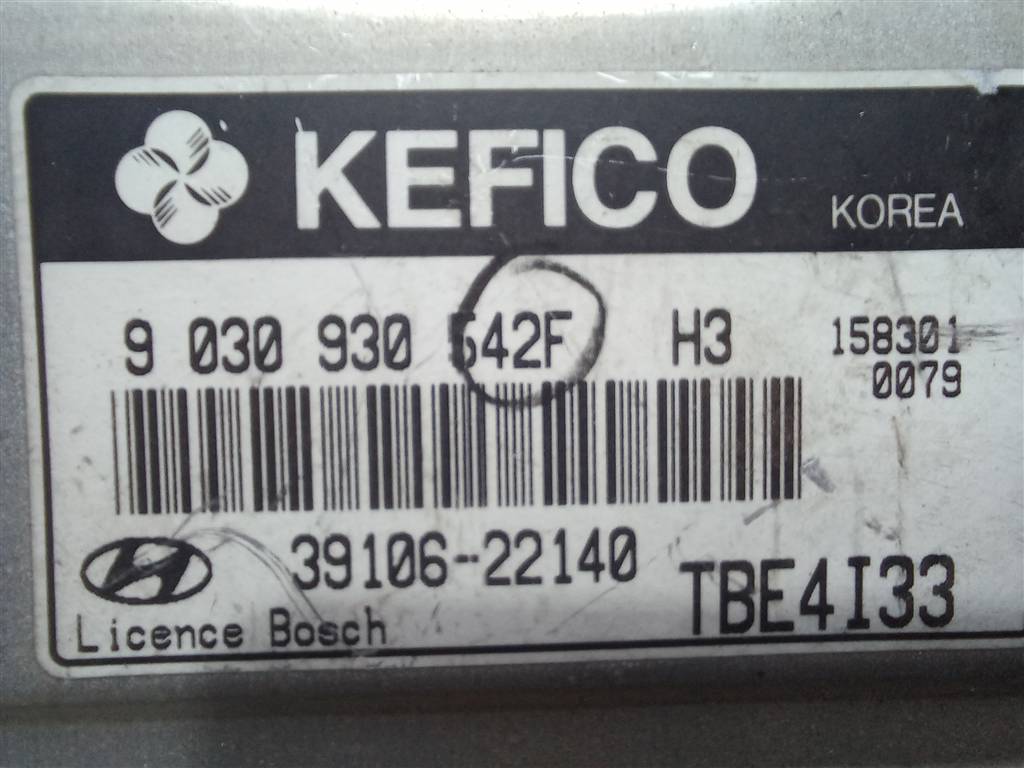 KEFICO KOREA
9 030 930 542F H3 158301
0079
39106-22140
TBE4I33
Licence Bosch